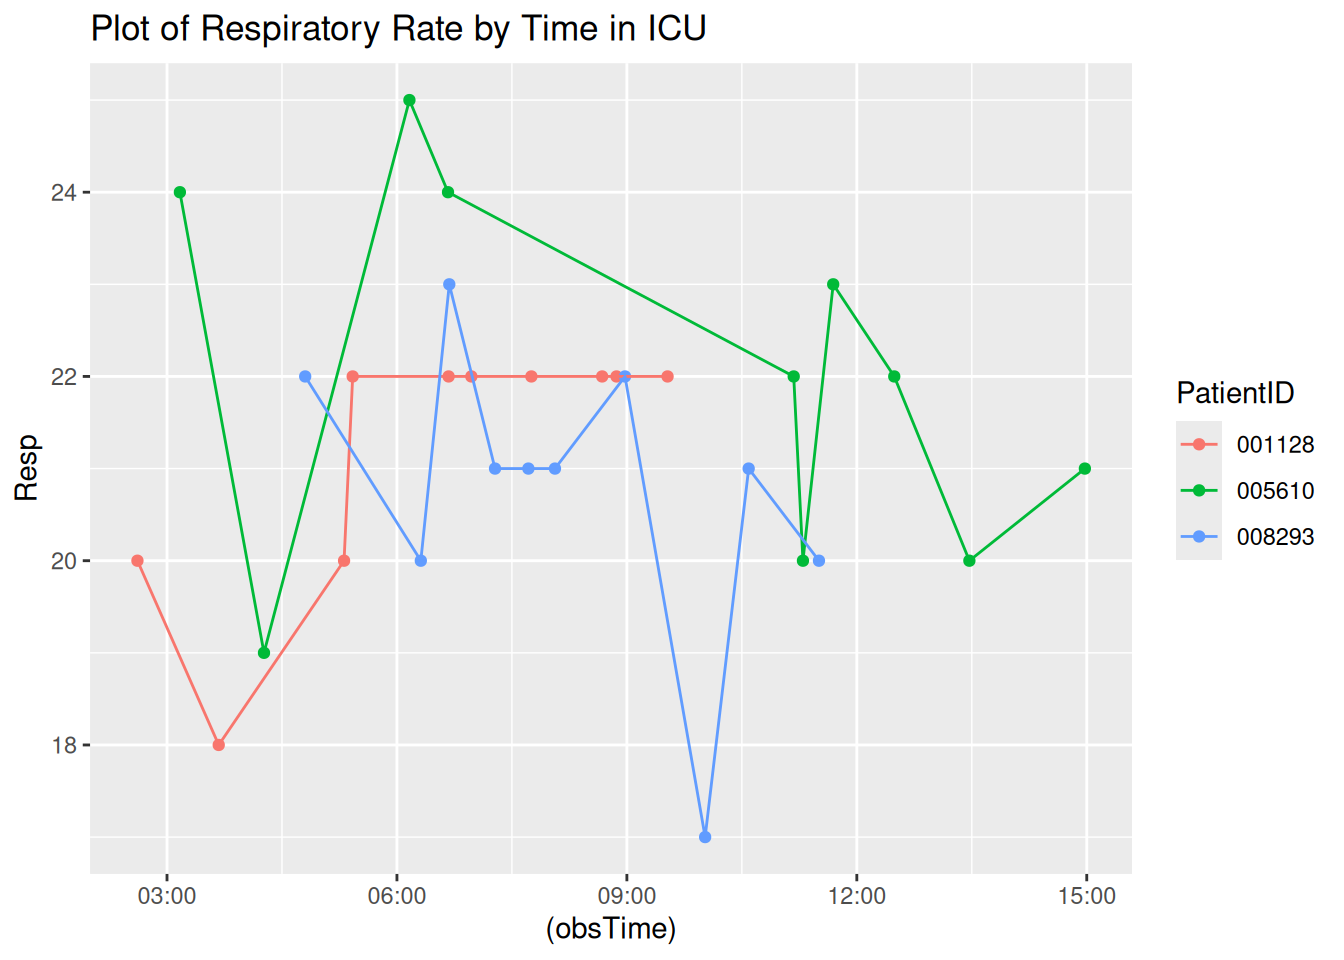 Plot of Respiratory Rate by Time in ICU
Resp
24
22
20
18
03:00 06:00 09:00 12:00 15:00
(obsTime)
PatientID
001128
005610
008293